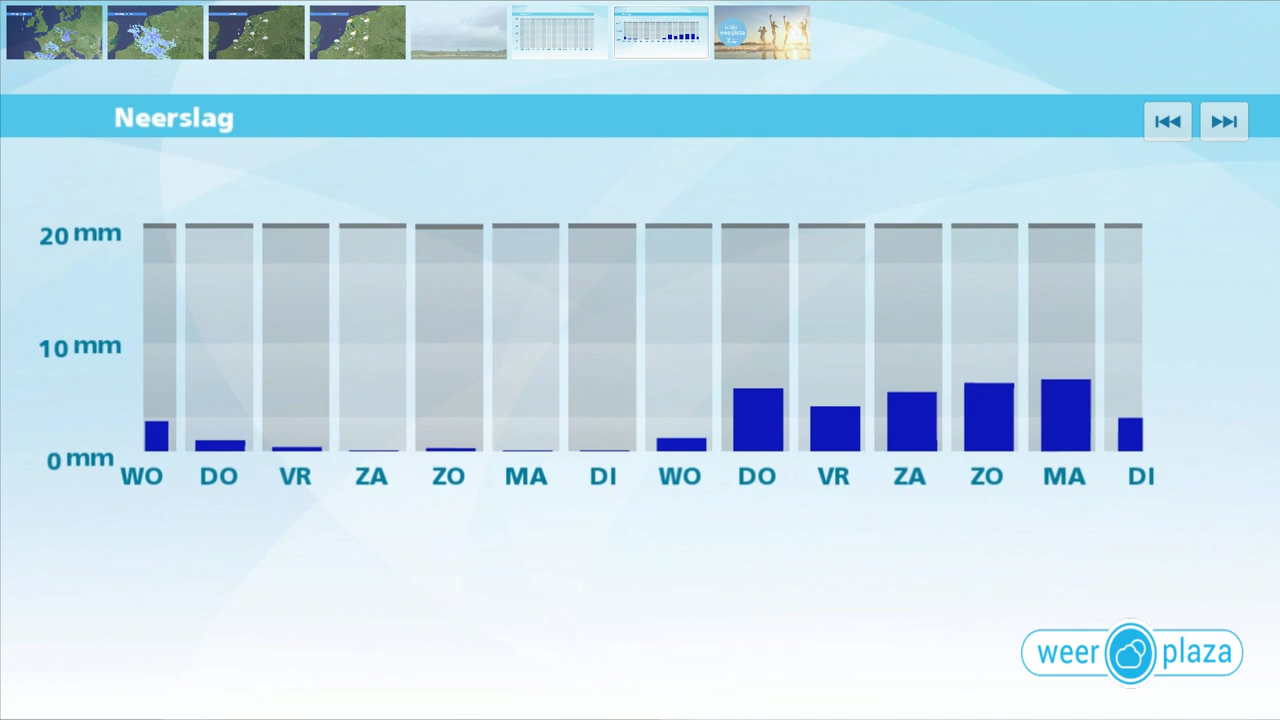 Neerslag
20 mm
10 mm
0 mm
WO DO VR ZA ZO MA DI WO DO VR ZA ZO MA DI
weer plaza